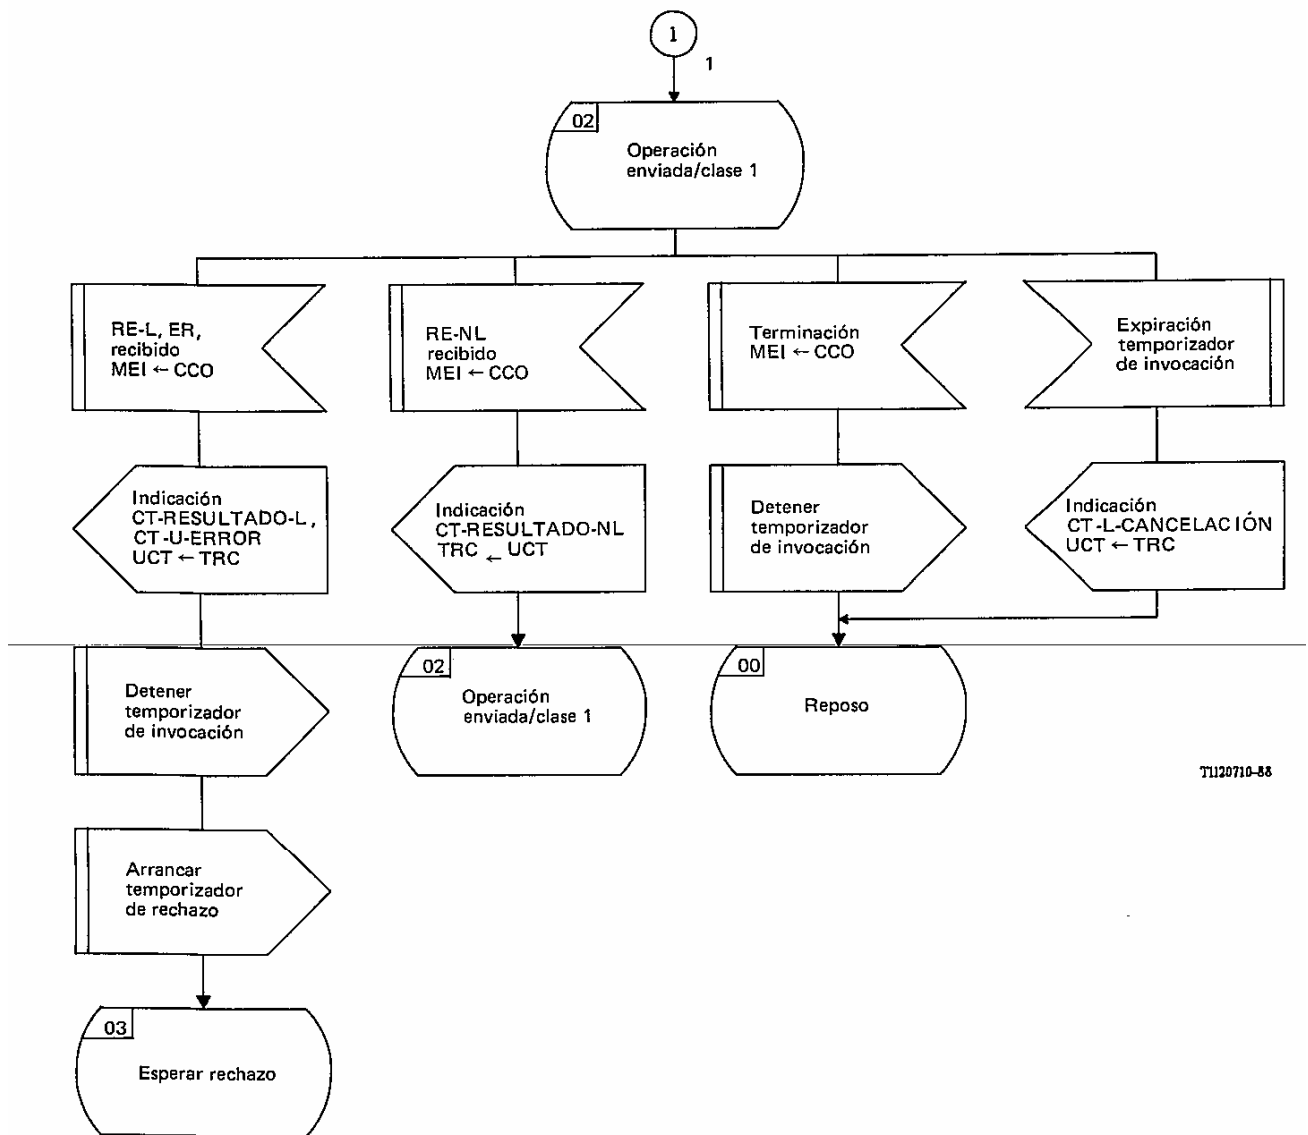 1
1
02
Operación
enviada/clase 1
RE-L, ER,
recibido
MEI ← CCO
RE-NL
recibido
MEI ← CCO
Terminación
MEI ← CCO
Expiración
temporizador
de invocación
Indicación
CT-RESULTADO-L,
CT-U-ERROR
UCT ← TRC
Indicación
CT-RESULTADO-NL
TRC ← UCT
Detener
temporizador
de invocación
Indicación
CT-L-CANCELACIÓN
UCT ← TRC
Detener
temporizador
de invocación
02
Operación
enviada/clase 1
00
Reposo
T1120710-88
Arrancar
temporizador
de rechazo
03
Esperar rechazo